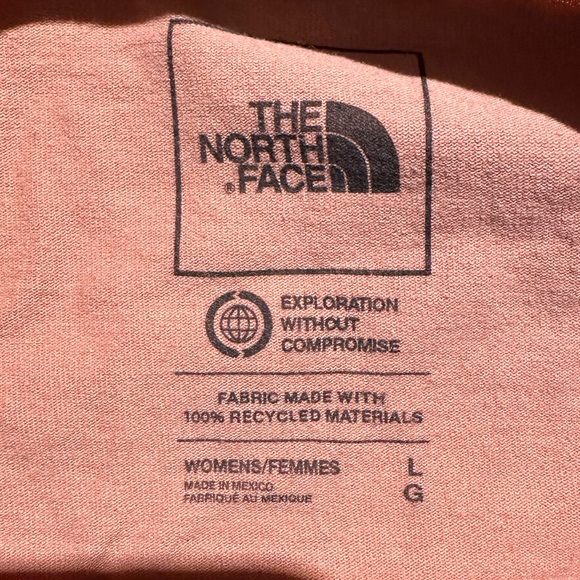 THE
NORTH
FACE
EXPLORATION
WITHOUT
COMPROMISE
FABRIC MADE WITH
100% RECYCLED MATERIALS
WOMENS/FEMMES L
MADE IN MEXICO
FABRIQUÉ AU MEXIQUE G